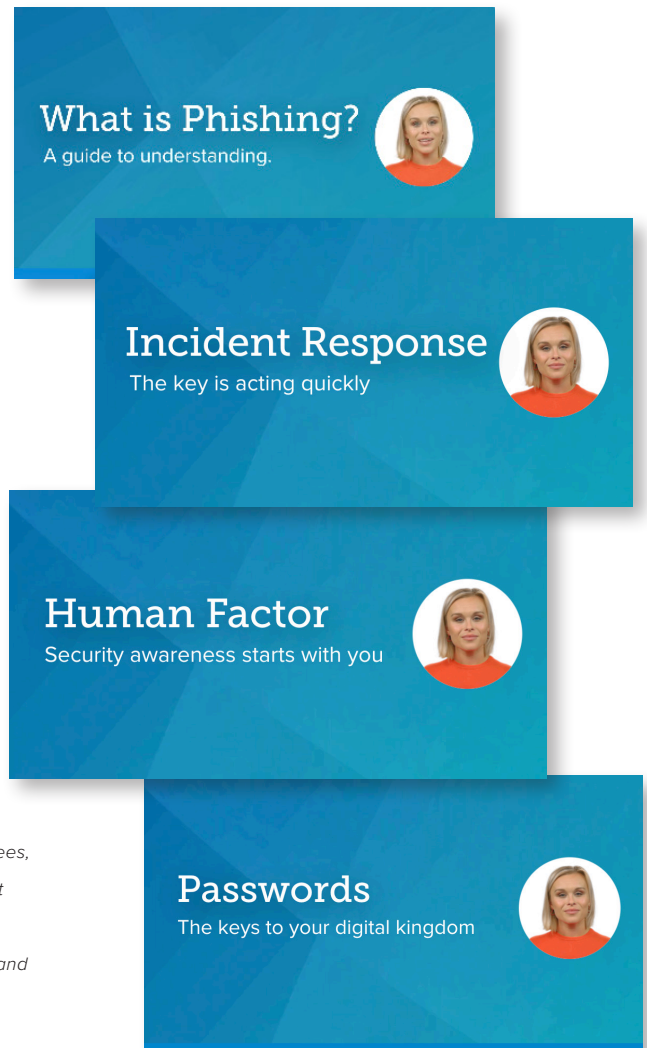 What is Phishing?
A guide to understanding.
Incident Response
The key is acting quickly
Human Factor
Security awareness starts with you
Passwords
The keys to your digital kingdom
and